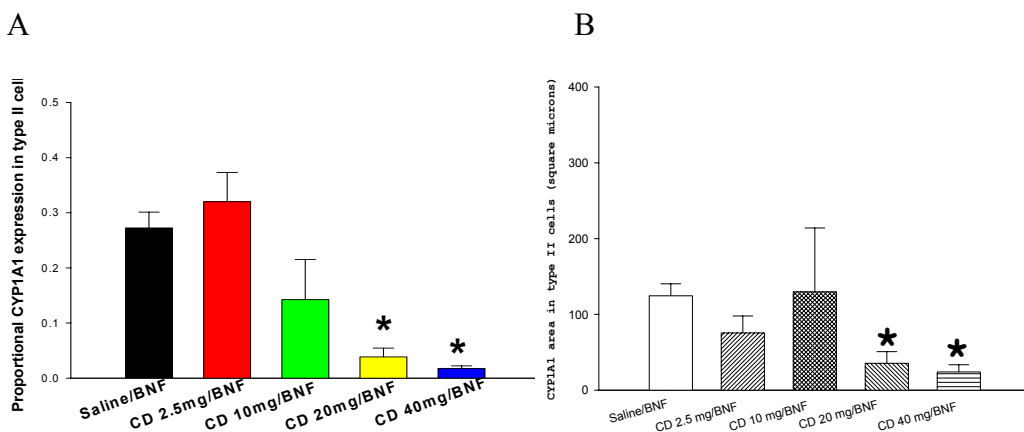 A
B
Proportional CYP1A1 expression in type II cell
0.5
0.4
0.3
0.2
0.1
0.0
*
*
Saline/BNF
CD 2.5mg/BNF
CD 10mg/BNF
CD 20mg/BNF
CD 40mg/BNF
CYP1A1 area in type II cells (square microns)
400
300
200
100
0
*
*
Saline/BNF
CD 2.5 mg/BNF
CD 10 mg/BNF
CD 20 mg/BNF
CD 40 mg/BNF